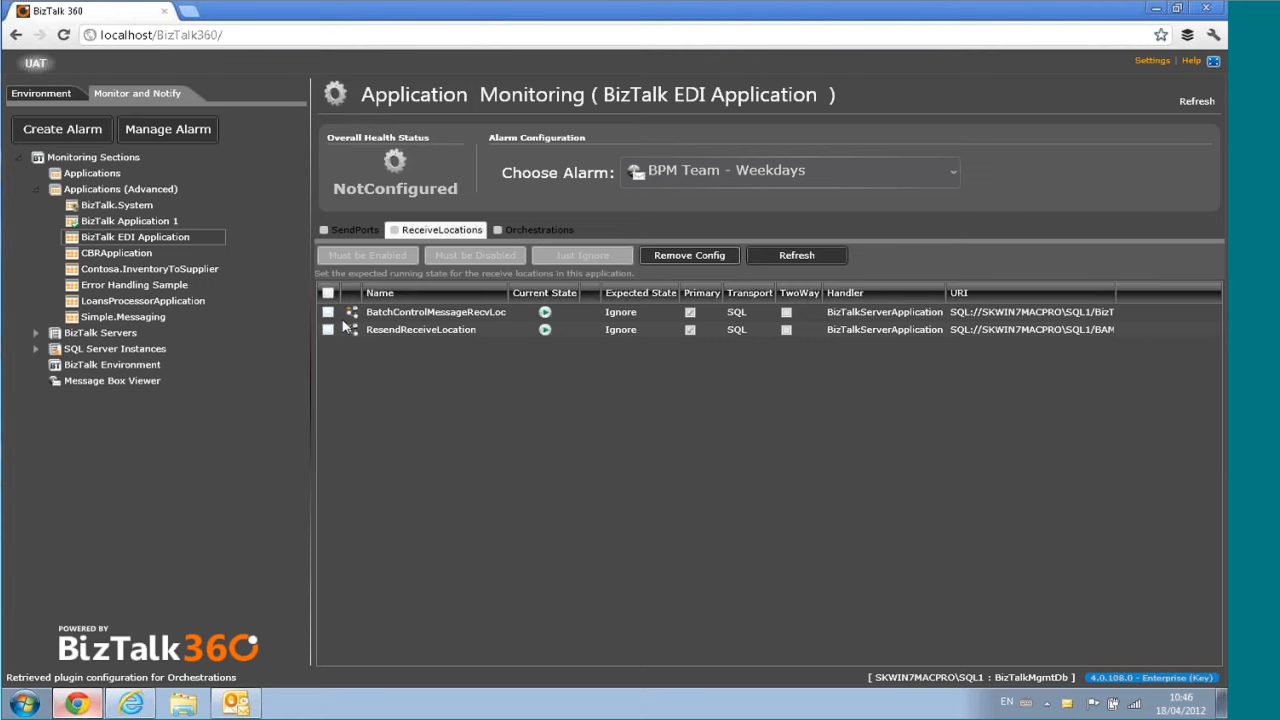 BizTalk 360
localhost/BizTalk360/
UAT
Settings | Help
Environment
Monitor and Notify
Application Monitoring ( BizTalk EDI Application )
Refresh
Create Alarm
Manage Alarm
Overall Health Status
Alarm Configuration
NotConfigured
Choose Alarm:
BPM Team - Weekdays
Monitoring Sections
Applications
Applications (Advanced)
BizTalk.System
BizTalk Application 1
BizTalk EDI Application
CBRApplication
Contosa.InventoryToSupplier
Error Handling Sample
LoansProcessorApplication
Simple.Messaging
BizTalk Servers
SQL Server Instances
BizTalk Environment
Message Box Viewer
SendPorts
ReceiveLocations
Orchestrations
Must be Enabled
Must be Disabled
Just Ignore
Remove Config
Refresh
Set the expected running state for the receive locations in this application.
Name Current State Expected State Primary Transport TwoWay Handler URI
BatchControlMessageRecvLoc Ignore SQL BizTalkServerApplication SQL://SKWIN7MACPRO\SQL1/BizT
ResendReceiveLocation Ignore SQL BizTalkServerApplication SQL://SKWIN7MACPRO\SQL1/BAM
POWERED BY
BizTalk360
Retrieved plugin configuration for Orchestrations
[ SKWIN7MACPRO\SQL1 : BizTalkMgmtDb ]
4.0.108.0 - Enterprise (Key)
EN
10:46
18/04/2012